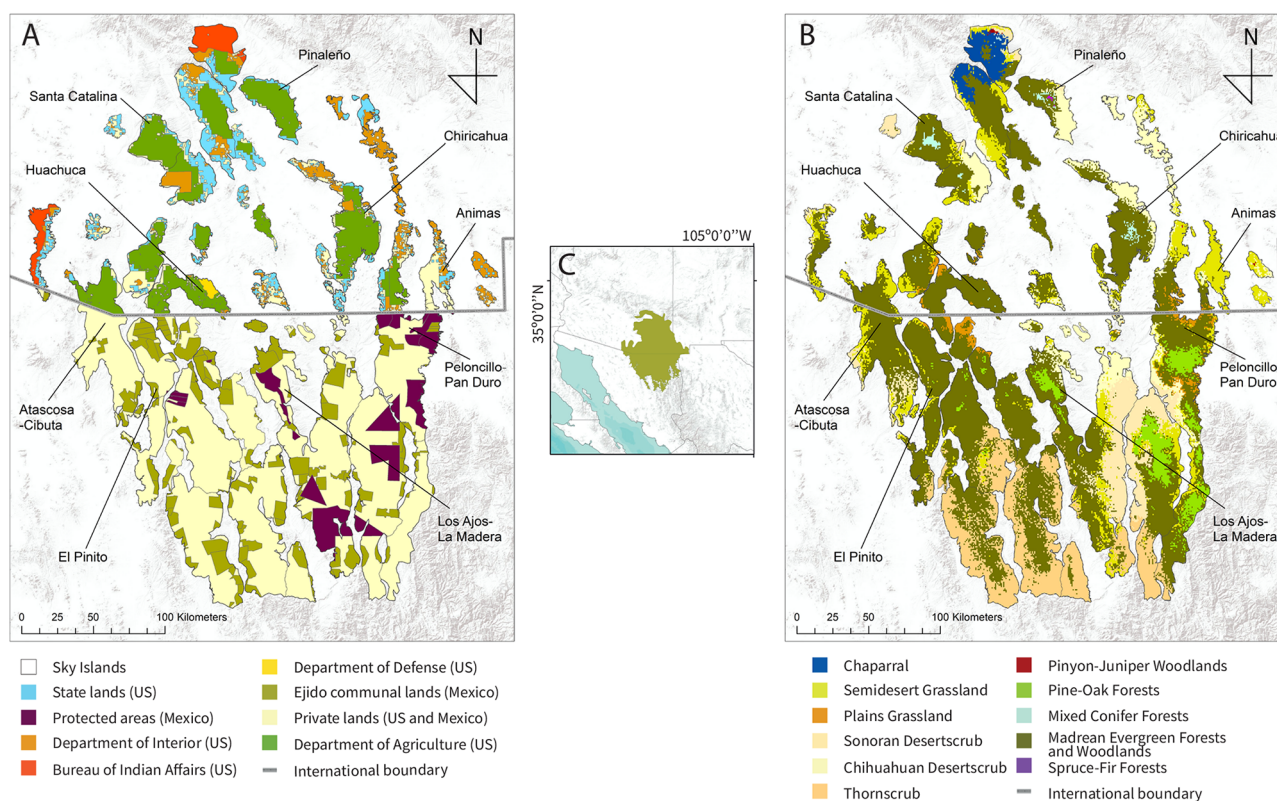 A
N
Pinaleño
Santa Catalina
Chiricahua
Huachuca
Animas
Peloncillo-
Pan Duro
Atascosa
-Cibuta
Los Ajos-
La Madera
El Pinito
0 25 50 100 Kilometers
Sky Islands
State lands (US)
Protected areas (Mexico)
Department of Interior (US)
Bureau of Indian Affairs (US)
Department of Defense (US)
Ejido communal lands (Mexico)
Private lands (US and Mexico)
Department of Agriculture (US)
International boundary
C
105°0'0''W
35°0'0''N
B
N
Pinaleño
Santa Catalina
Chiricahua
Huachuca
Animas
Peloncillo-
Pan Duro
Atascosa
-Cibuta
Los Ajos-
La Madera
El Pinito
0 25 50 100 Kilometers
Chaparral
Semidesert Grassland
Plains Grassland
Sonoran Desertscrub
Chihuahuan Desertscrub
Thornscrub
Pinyon-Juniper Woodlands
Pine-Oak Forests
Mixed Conifer Forests
Madrean Evergreen Forests
and Woodlands
Spruce-Fir Forests
International boundary